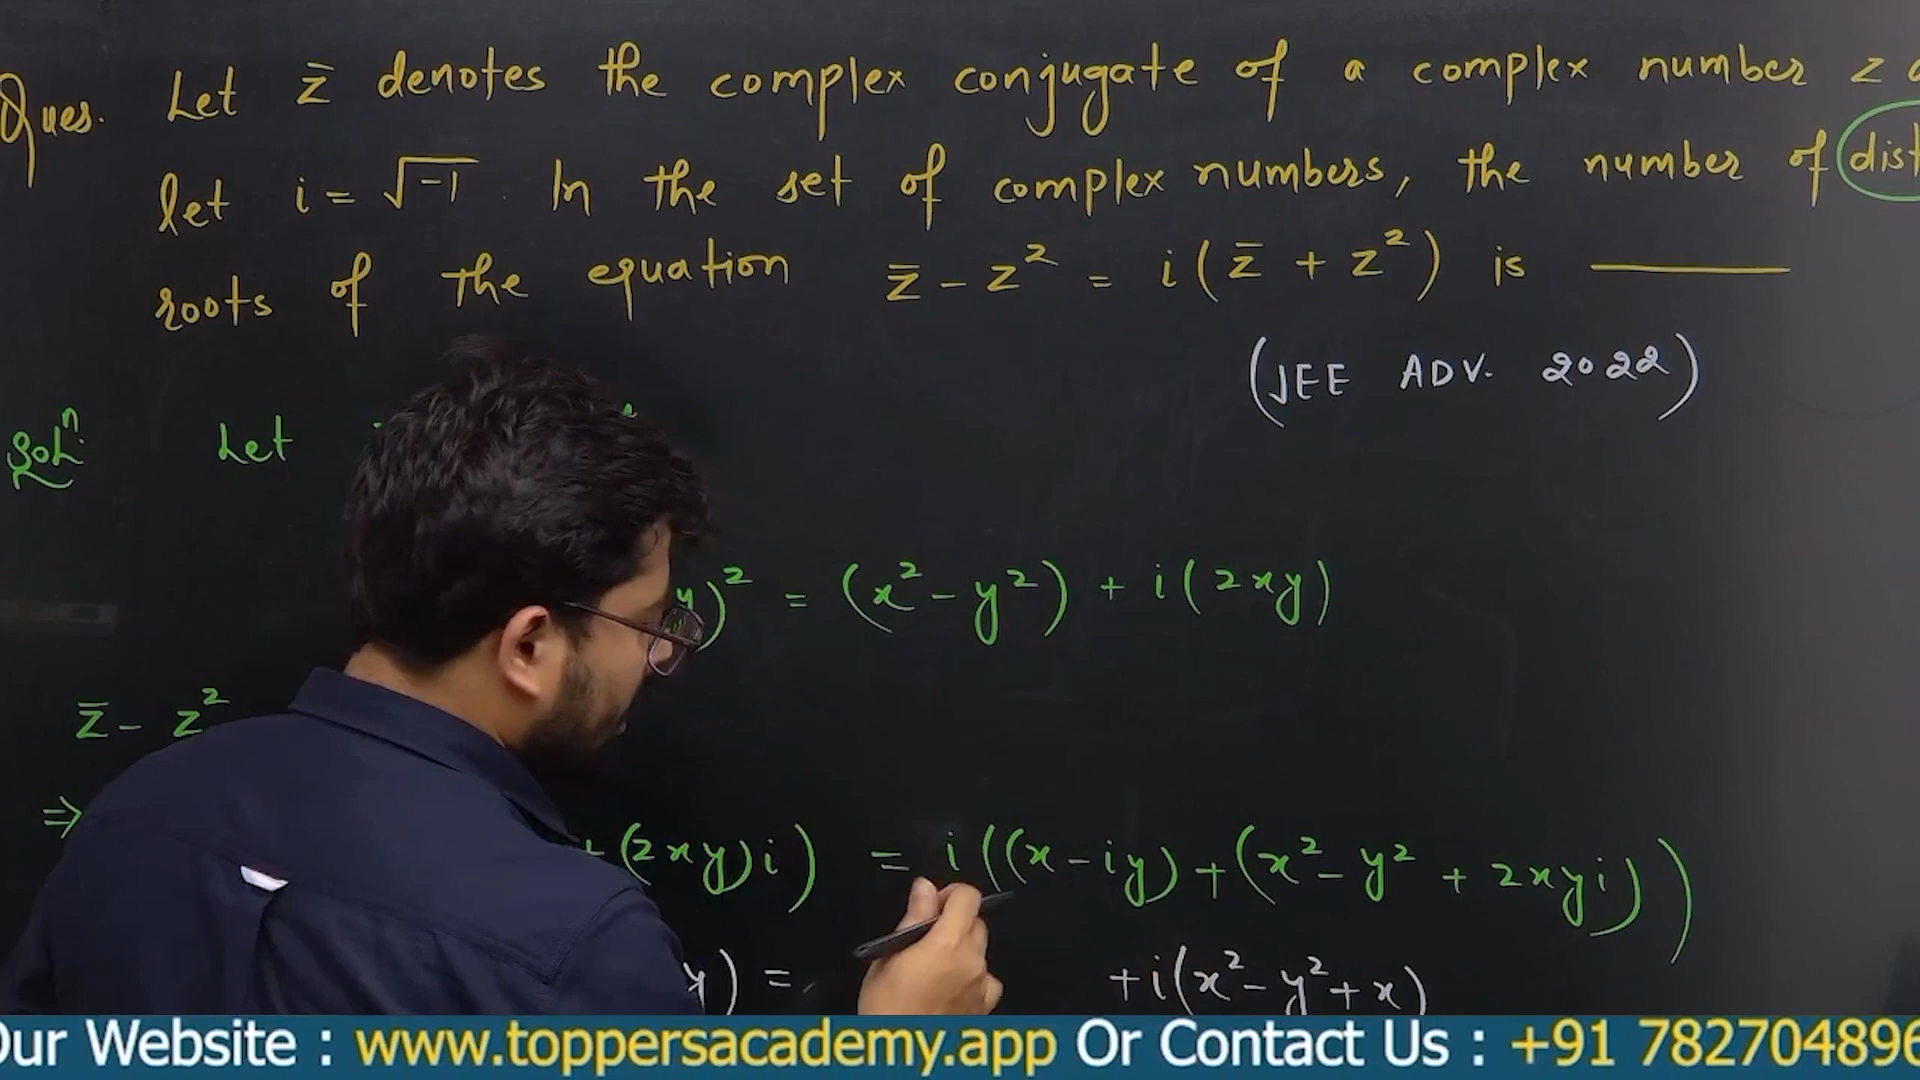 Ques. Let z̄ denotes the complex conjugate of a complex number z
let i = √-1 In the set of complex numbers, the number of dist
roots of the equation z̄ - z² = i(z̄ + z²) is ______
(JEE ADV. 2022)
Solⁿ. Let
y)² = (x² - y²) + i(2xy)
z̄ - z²
⇒ + (2xy)i) = i((x - iy) + (x² - y² + 2xyi))
y) = +i(x² - y² + x)
Our Website : www.toppersacademy.app Or Contact Us : +91 782704896